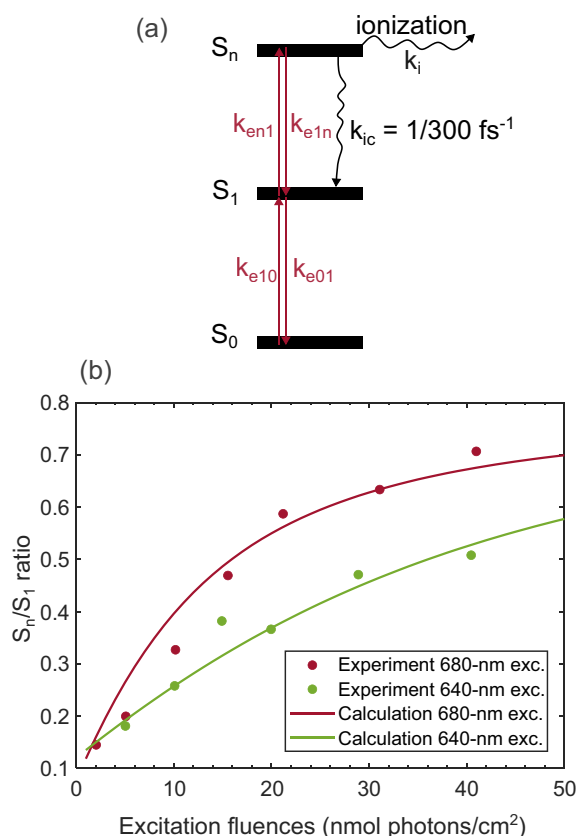 (a)
ionization
Sn
ki
ken1
ke1n
kic = 1/300 fs-1
S1
ke10
ke01
S0
(b)
0.8
0.7
0.6
0.5
0.4
0.3
0.2
0.1
Sn/S1 ratio
Experiment 680-nm exc.
Experiment 640-nm exc.
Calculation 680-nm exc.
Calculation 640-nm exc.
0 10 20 30 40 50
Excitation fluences (nmol photons/cm²)